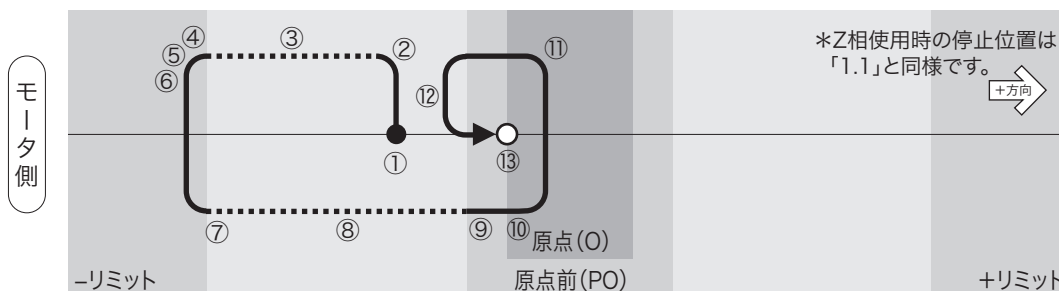 モータ側
④
③
②
⑤
⑥
⑪
⑫
①
⑬
⑦
⑧
⑨
⑩
*Z相使用時の停止位置は
「1.1」と同様です。
+方向
原点(O)
−リミット
原点前(PO)
+リミット